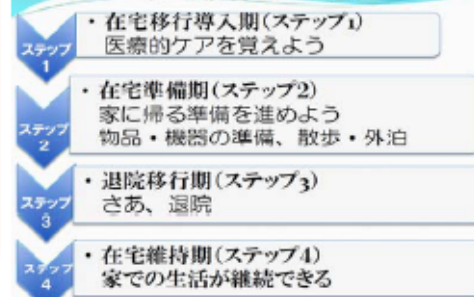 ステップ
1
・在宅移行導入期(ステップ1)
医療的ケアを覚えよう
ステップ
2
・在宅準備期(ステップ2)
家に帰る準備を進めよう
物品・機器の準備、散歩・外泊
ステップ
3
・退院移行期(ステップ3)
さあ、退院
ステップ
4
・在宅維持期(ステップ4)
家での生活が継続できる